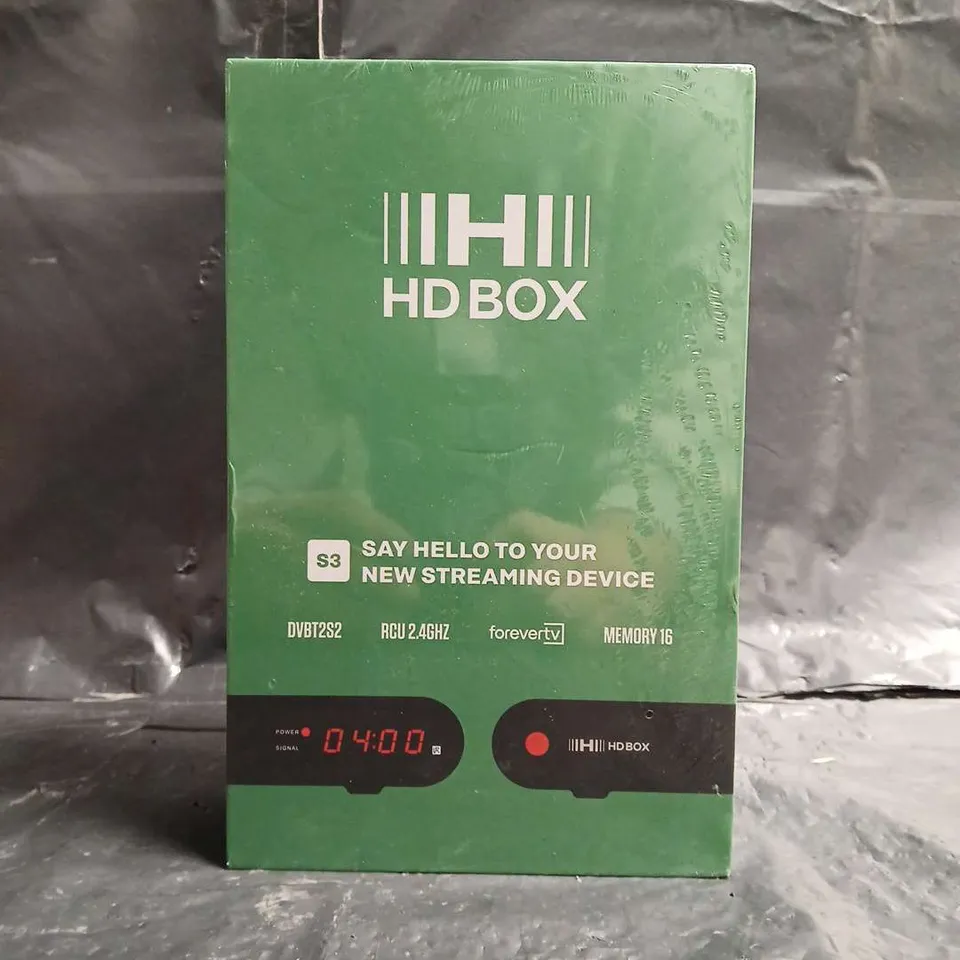 H
HD BOX
S3
SAY HELLO TO YOUR
NEW STREAMING DEVICE
DVBT2S2 RCU 2.4GHZ forevertv MEMORY 16
POWER
SIGNAL
04:00
H HD BOX